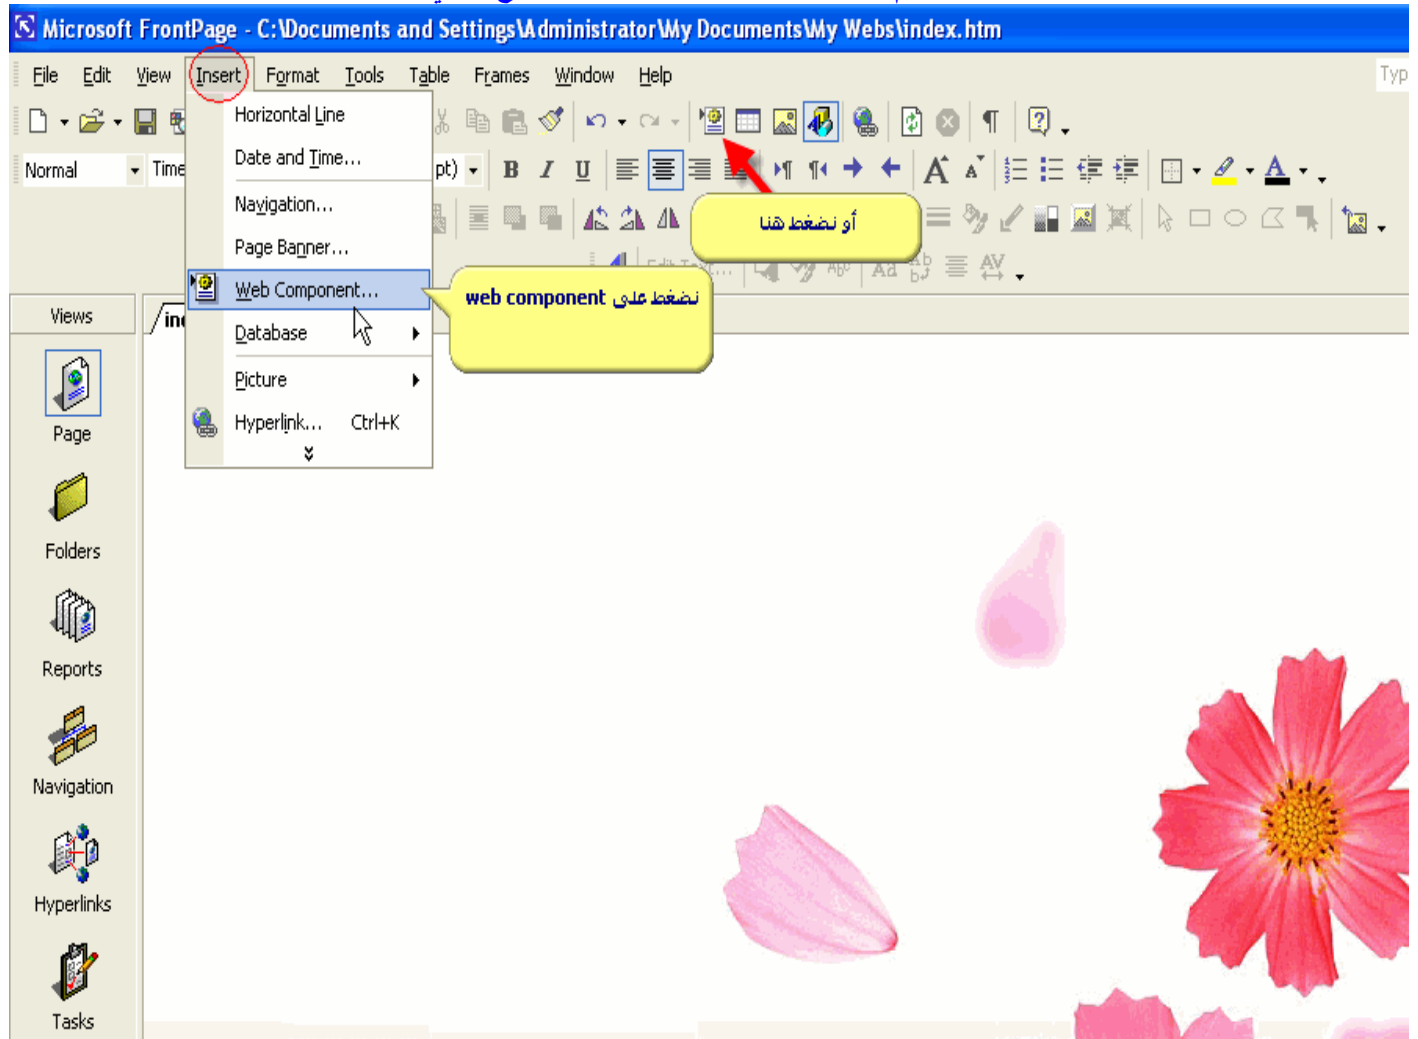 Microsoft FrontPage - C:\Documents and Settings\Administrator\My Documents\My Webs\index.htm
File Edit View Insert Format Tools Table Frames Window Help
Horizontal Line
Date and Time...
Navigation...
Page Banner...
Web Component...
Database
Picture
Hyperlink... Ctrl+K
Normal
pt)
B I U
أو نضغط هنا
نضغط على web component
Views
Page
Folders
Reports
Navigation
Hyperlinks
Tasks